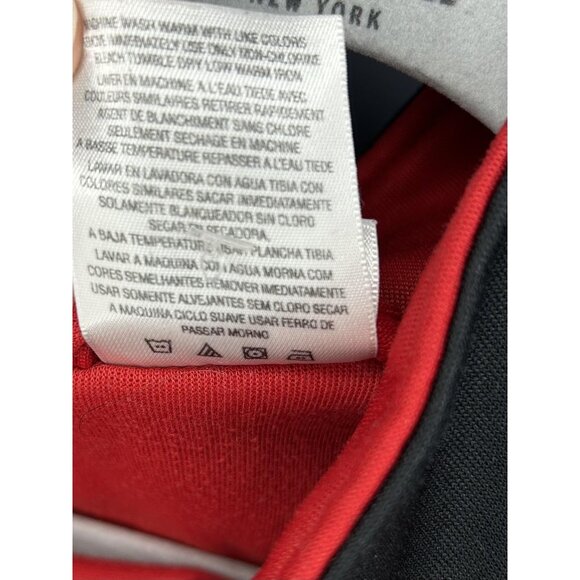 NEW YORK
MACHINE WASH WARM WITH LIKE COLORS
REMOVE IMMEDIATELY USE ONLY NON-CHLORINE
BLEACH TUMBLE DRY LOW WARM IRON
LAVER EN MACHINE A L'EAU TIEDE AVEC
COULEURS SIMILAIRES RETIRER RAPIDEMENT
AGENT DE BLANCHIMENT SANS CHLORE
SEULEMENT SECHAGE EN MACHINE
A BASSE TEMPERATURE REPASSER A L'EAU TIEDE
LAVAR EN LAVADORA CON AGUA TIBIA CON
COLORES SIMILARES SACAR INMEDIATAMENTE
SOLAMENTE BLANQUEADOR SIN CLORO
SECAR SECADORA
A BAJA TEMPERATURE USAR PLANCHA TIBIA
LAVAR A MAQUINA COM AGUA MORNA COM
CORES SEMELHANTES REMOVER IMEDIATAMENTE
USAR SOMENTE ALVEJANTES SEM CLORO SECAR
A MAQUINA CICLO SUAVE USAR FERRO DE
PASSAR MORNO